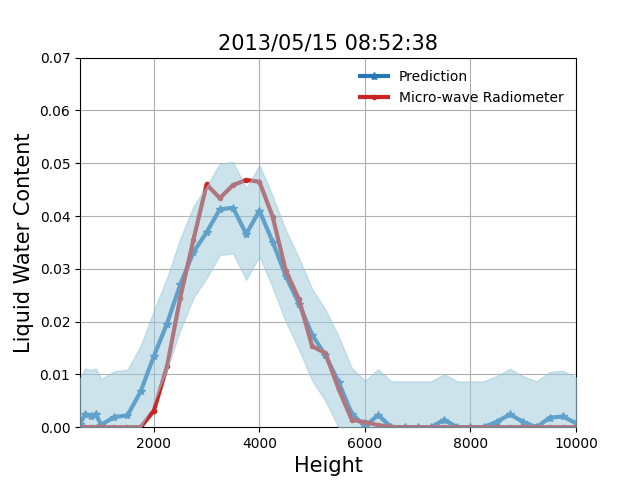 2013/05/15 08:52:38
Prediction
Micro-wave Radiometer
Liquid Water Content
0.07
0.06
0.05
0.04
0.03
0.02
0.01
0.00
2000 4000 6000 8000 10000
Height